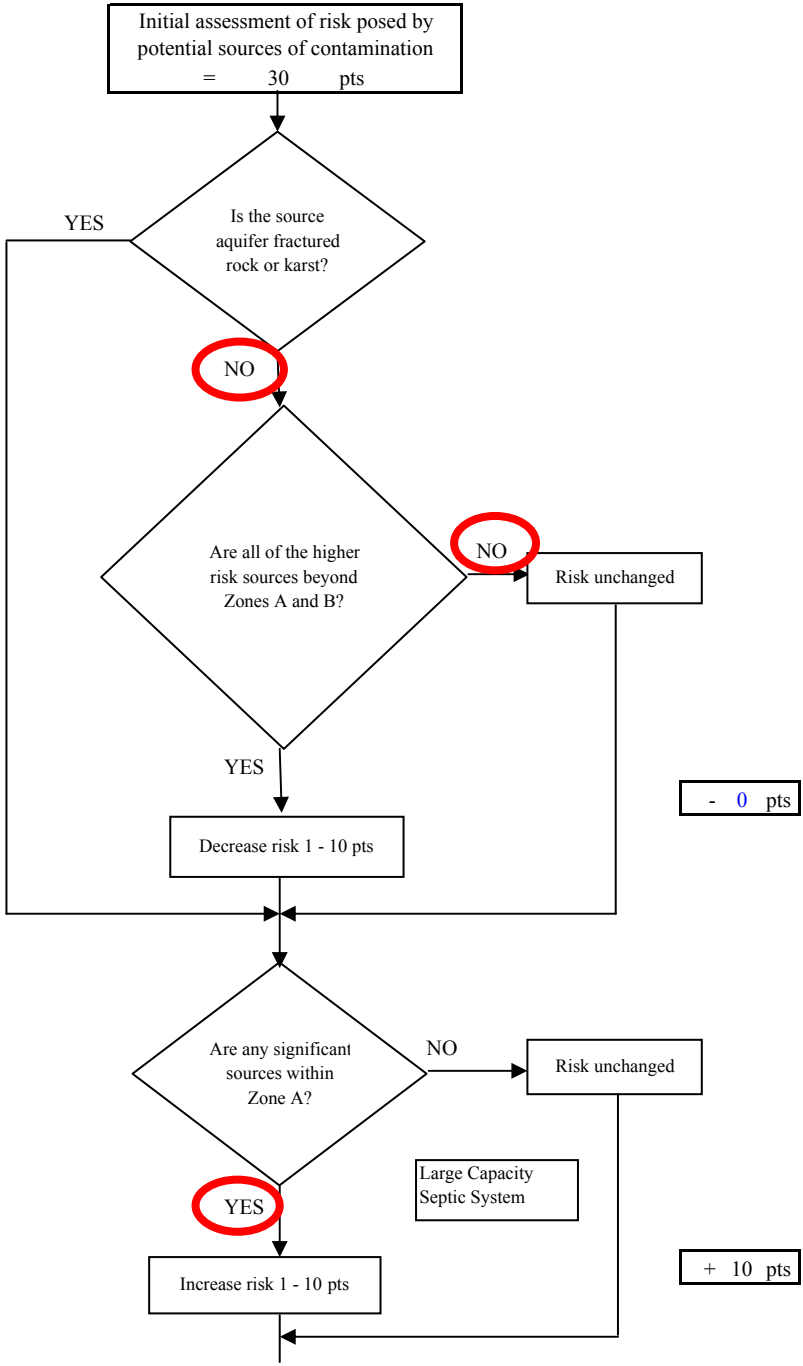 Initial assessment of risk posed by
potential sources of contamination
= 30 pts
YES
Is the source
aquifer fractured
rock or karst?
NO
Are all of the higher
risk sources beyond
Zones A and B?
NO
Risk unchanged
YES
- 0 pts
Decrease risk 1 - 10 pts
Are any significant
sources within
Zone A?
NO
Risk unchanged
Large Capacity
Septic System
YES
+ 10 pts
Increase risk 1 - 10 pts